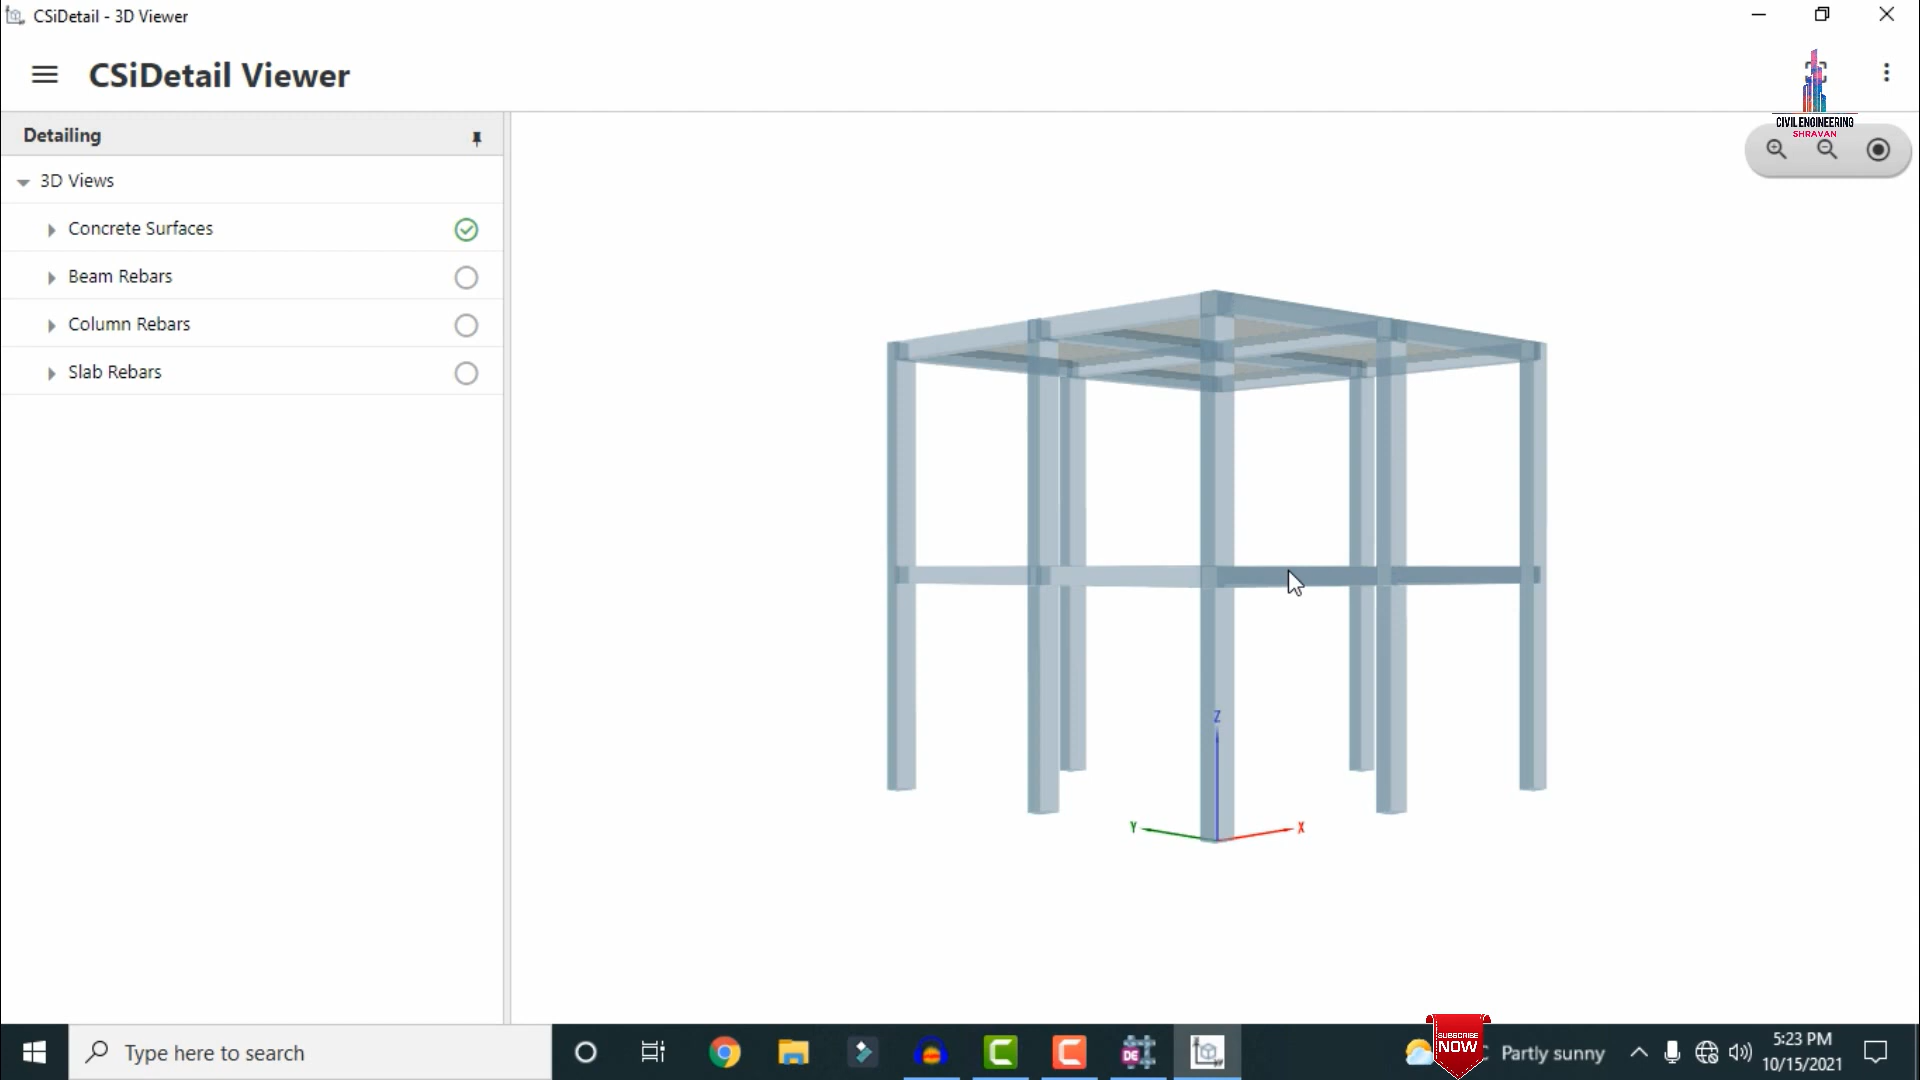 CSiDetail - 3D Viewer
CSiDetail Viewer
CIVIL ENGINEERING
SHRAVAN
Detailing
3D Views
Concrete Surfaces
Beam Rebars
Column Rebars
Slab Rebars
Z
Y
X
Type here to search
DE
SUBSCRIBE
NOW
C Partly sunny
5:23 PM
10/15/2021